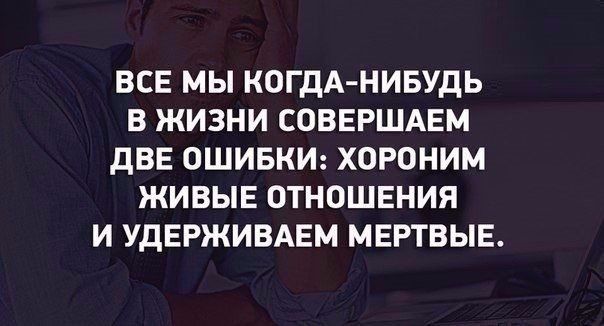 ВСЕ МЫ КОГДА-НИБУДЬ
В ЖИЗНИ СОВЕРШАЕМ
ДВЕ ОШИБКИ: ХОРОНИМ
ЖИВЫЕ ОТНОШЕНИЯ
И УДЕРЖИВАЕМ МЕРТВЫЕ.